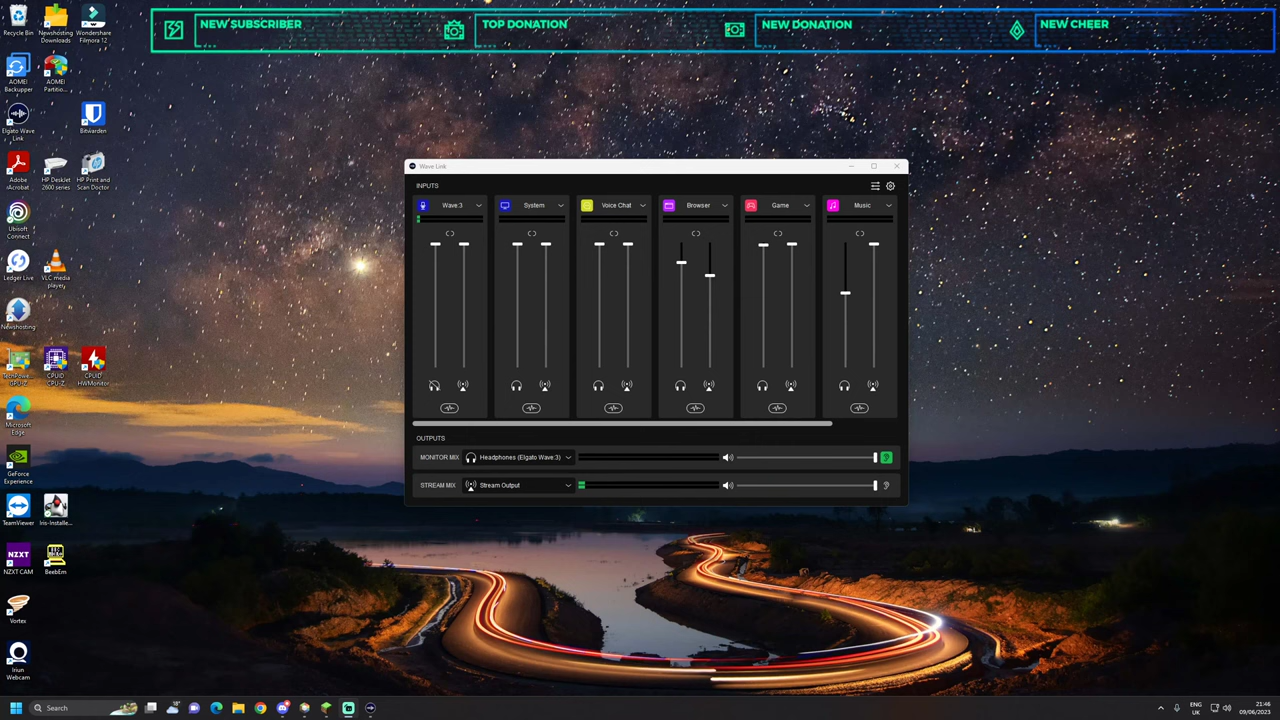 NEW SUBSCRIBER
TOP DONATION
NEW DONATION
NEW CHEER
Recycle Bin
Newshosting
Downloads
Wondershare
Filmora 12
AOMEI
Backupper
AOMEI
Partitio...
Elgato Wave
Link
Bitwarden
Adobe
Acrobat
HP DeskJet
2600 series
HP Print and
Scan Doctor
Ubisoft
Connect
Ledger Live
VLC media
player
Newshosting
TechPowe...
GPU-Z
CPUID
CPU-Z
CPUID
HWMonitor
Microsoft
Edge
GeForce
Experience
TeamViewer
Iris-Installe...
NZXT
NZXT CAM
BeebEm
Vortex
Iriun
Webcam
Wave Link
INPUTS
Wave:3
System
Voice Chat
Browser
Game
Music
OUTPUTS
MONITOR MIX
Headphones (Elgato Wave:3)
STREAM MIX
Stream Output
Search
ENG
UK
21:46
09/06/2023